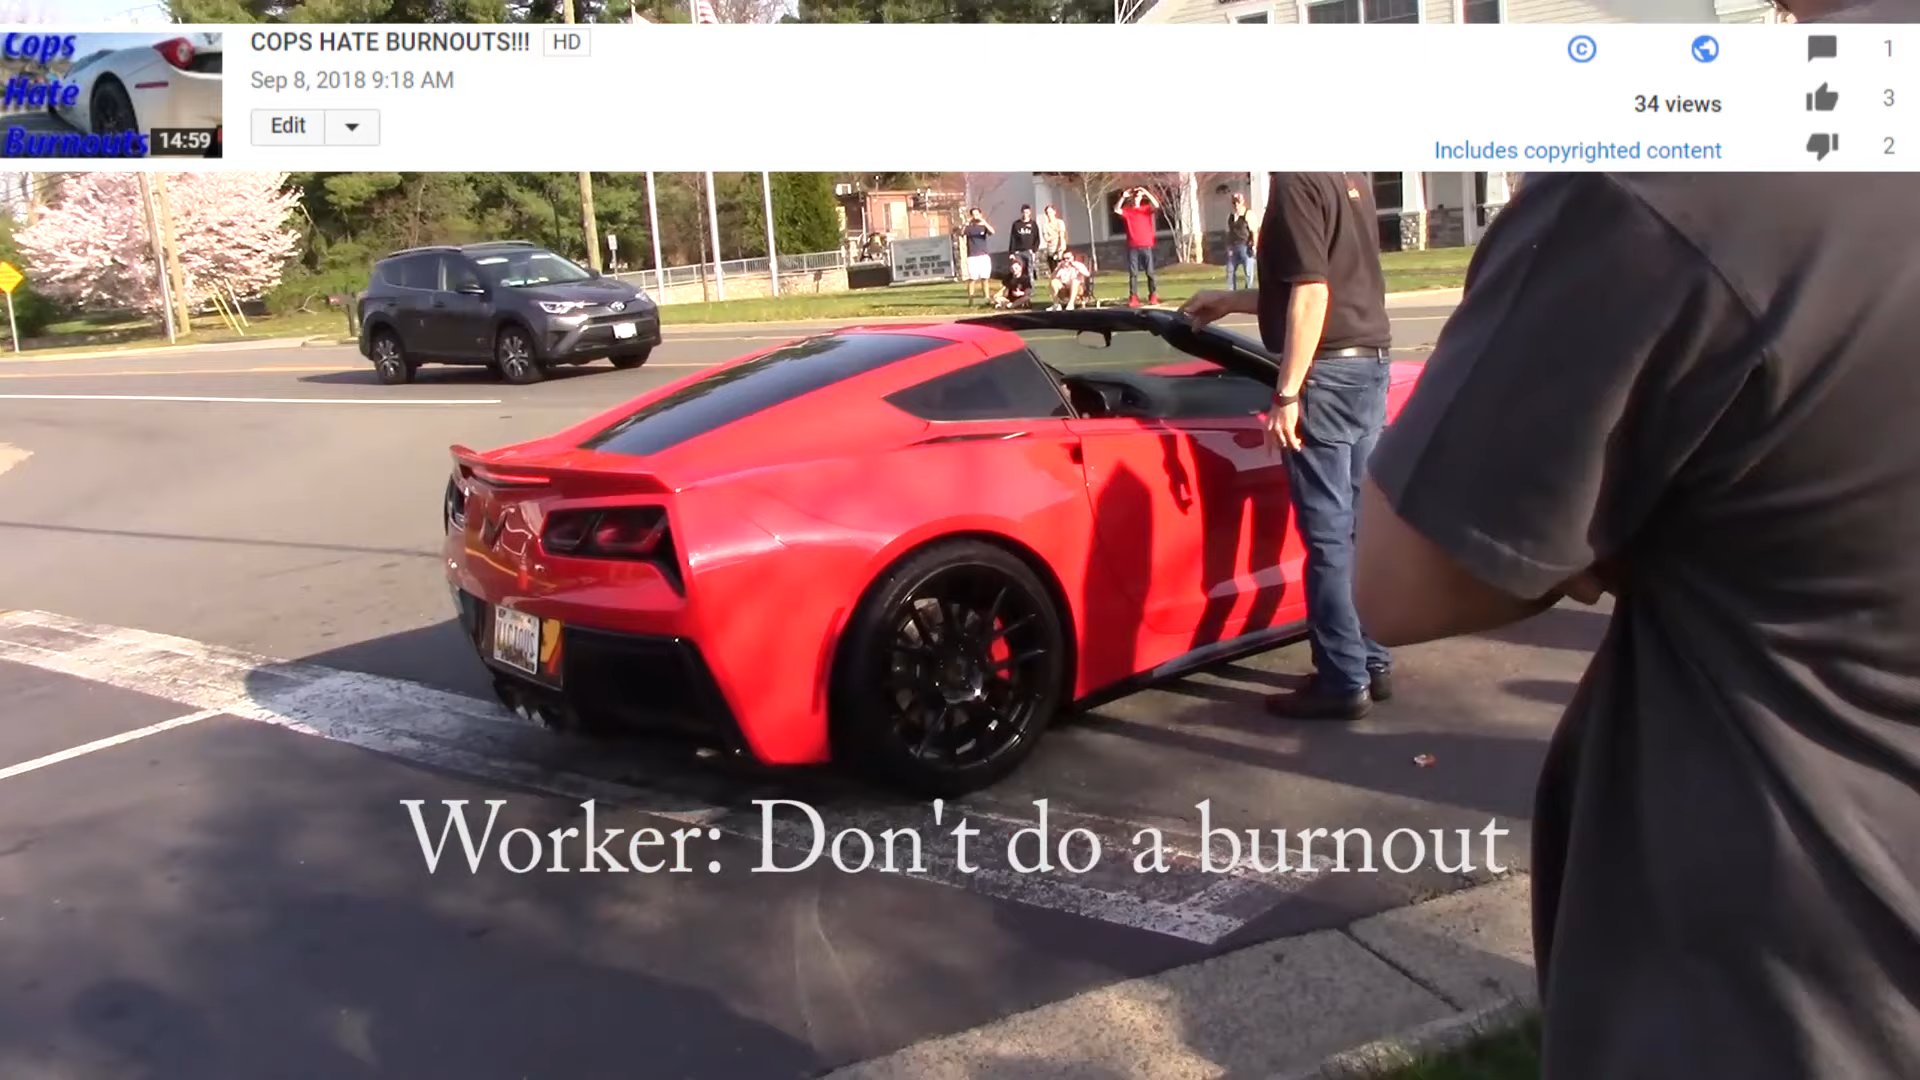 Cops
Hate
Burnouts
14:59
COPS HATE BURNOUTS!!!
HD
Sep 8, 2018 9:18 AM
Edit
34 views
Includes copyrighted content
1
3
2
Worker: Don't do a burnout